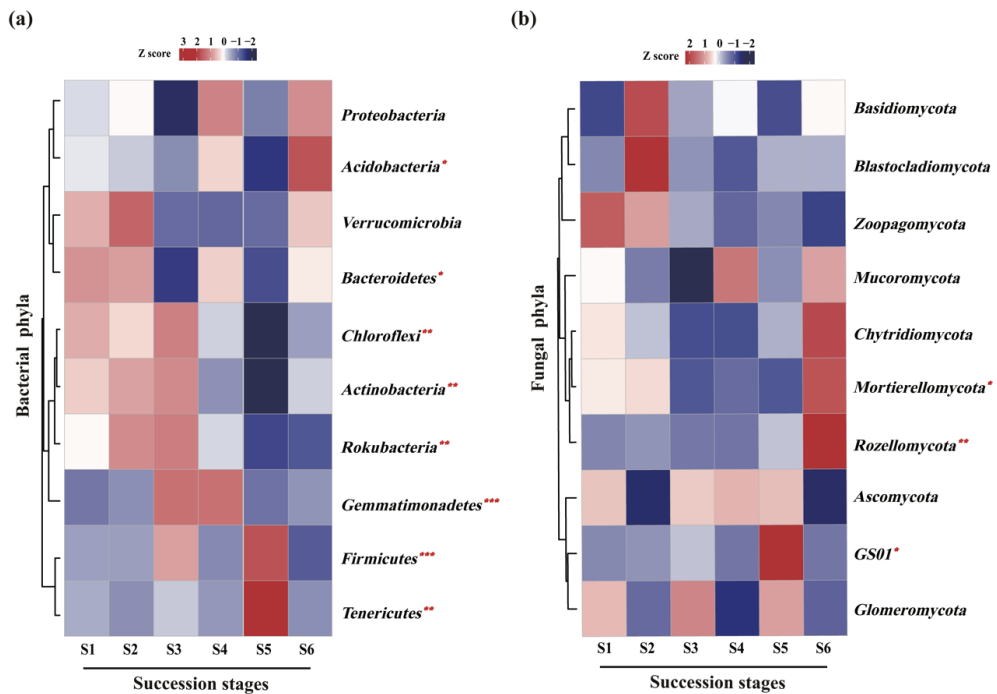 (a)
Z score 3 2 1 0 −1 −2
Bacterial phyla
Proteobacteria
Acidobacteria*
Verrucomicrobia
Bacteroidetes*
Chloroflexi**
Actinobacteria**
Rokubacteria**
Gemmatimonadetes***
Firmicutes***
Tenericutes**
S1 S2 S3 S4 S5 S6
Succession stages
(b)
Z score 2 1 0 −1 −2
Fungal phyla
Basidiomycota
Blastocladiomycota
Zoopagomycota
Mucoromycota
Chytridiomycota
Mortierellomycota*
Rozellomycota**
Ascomycota
GS01*
Glomeromycota
S1 S2 S3 S4 S5 S6
Succession stages